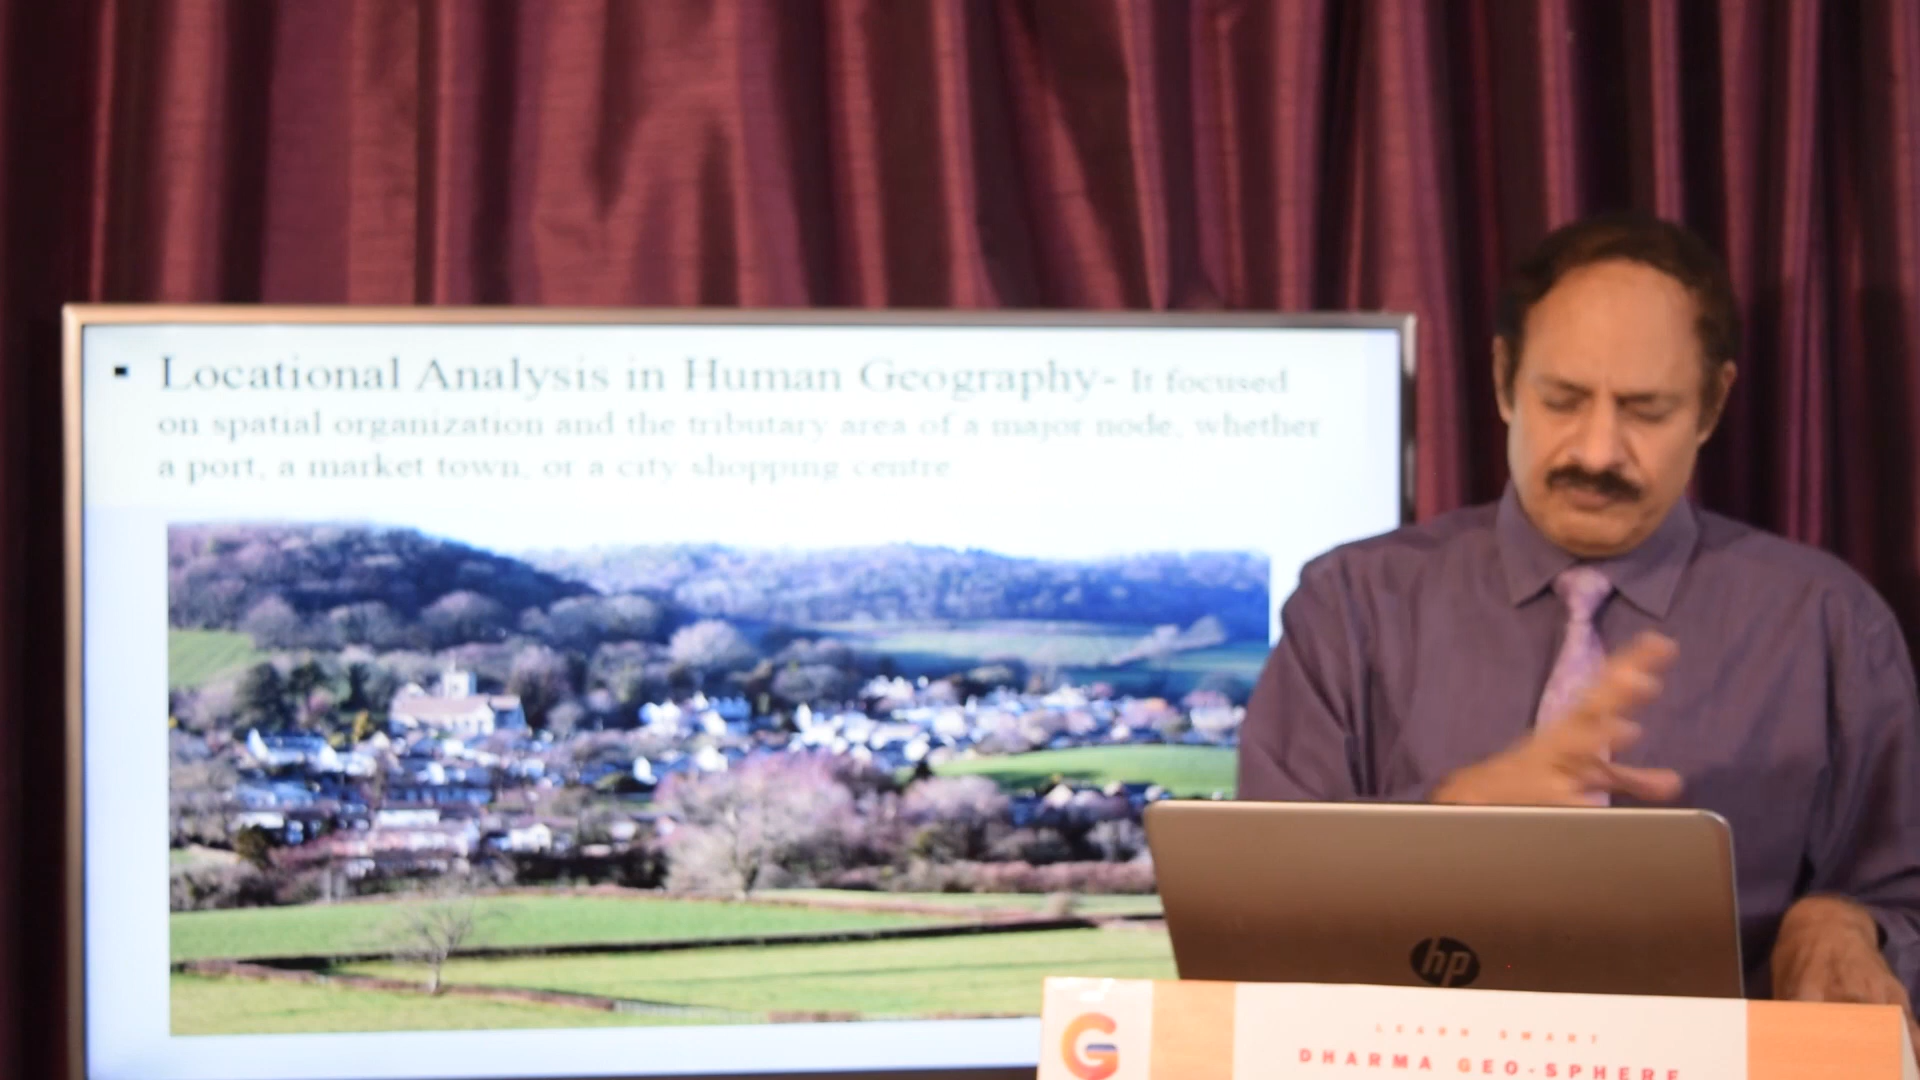 ▪ Locational Analysis in Human Geography- It focused
on spatial organization and the tributary area of a major node, whether
a port, a market town, or a city shopping centre
hp
G
LEARN SMART
DHARMA GEO-SPHERE